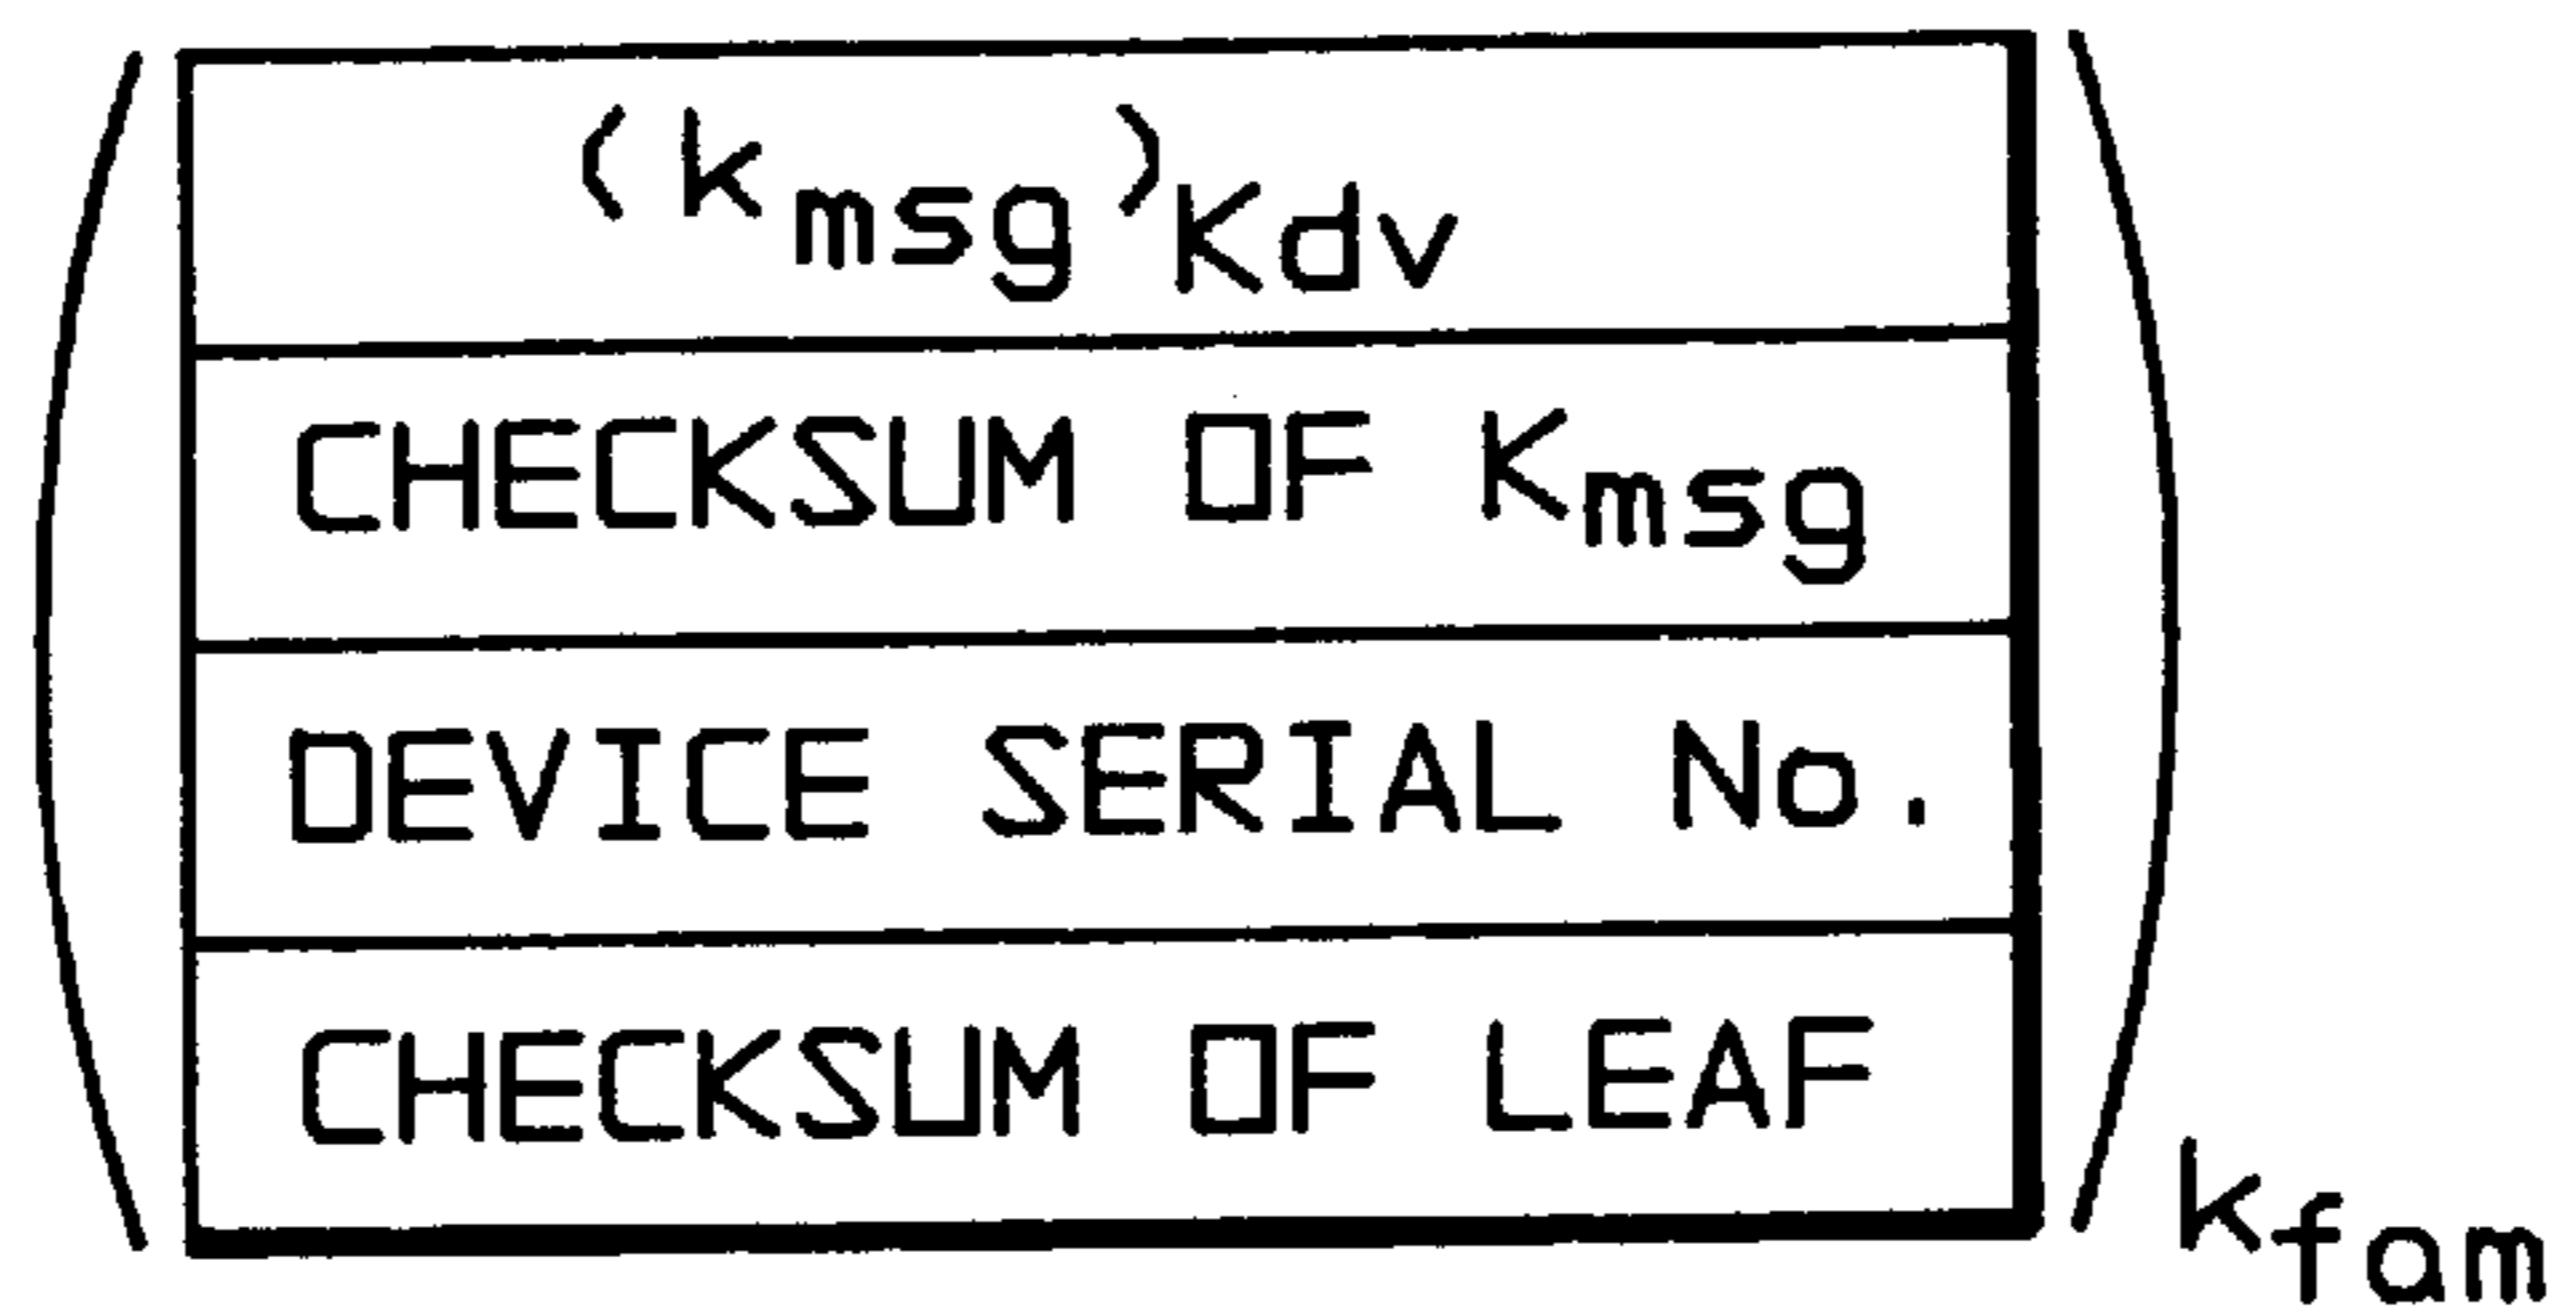 (kmsg)Kdv
CHECKSUM OF Kmsg
DEVICE SERIAL No.
CHECKSUM OF LEAF
kfam